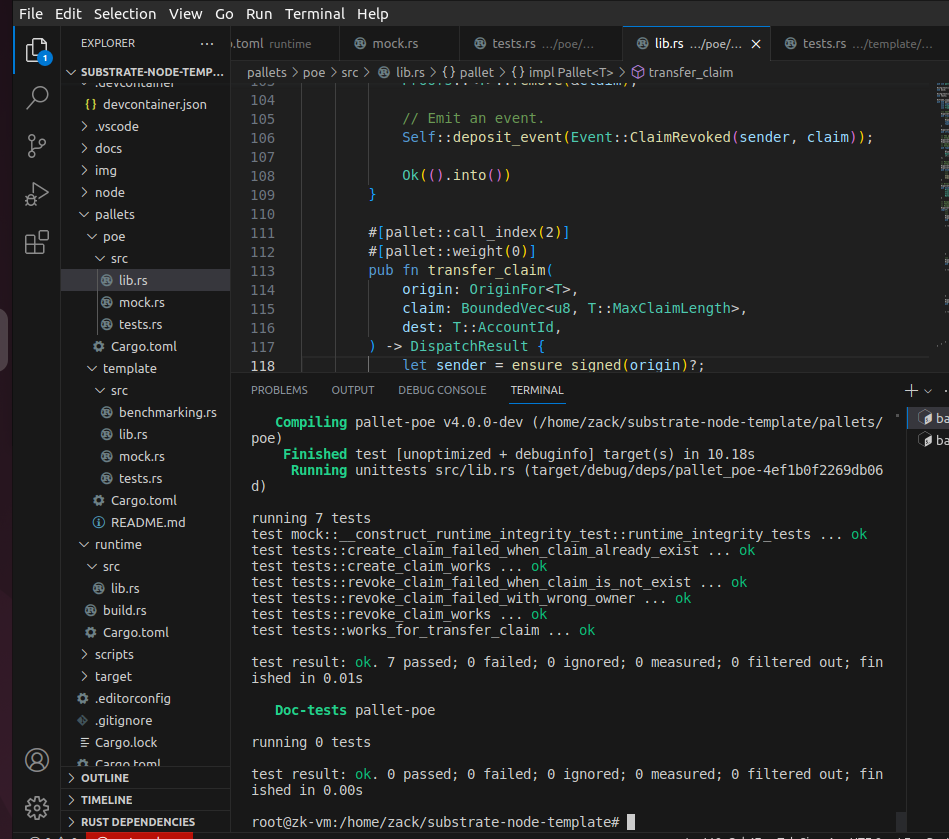 File Edit Selection View Go Run Terminal Help
EXPLORER ...
.toml runtime mock.rs tests.rs .../poe/... lib.rs .../poe/... × tests.rs .../template/...
SUBSTRATE-NODE-TEMP...
pallets > poe > src > lib.rs > {} pallet > {} impl Pallet<T> > transfer_claim
.devcontainer
{} devcontainer.json
.vscode
docs
img
node
pallets
poe
src
lib.rs
mock.rs
tests.rs
Cargo.toml
template
src
benchmarking.rs
lib.rs
mock.rs
tests.rs
Cargo.toml
README.md
runtime
src
lib.rs
build.rs
Cargo.toml
scripts
target
.editorconfig
.gitignore
Cargo.lock
Cargo.toml
OUTLINE
TIMELINE
RUST DEPENDENCIES
1
104
105 // Emit an event.
106 Self::deposit_event(Event::ClaimRevoked(sender, claim));
107
108 Ok(().into())
109 }
110
111 #[pallet::call_index(2)]
112 #[pallet::weight(0)]
113 pub fn transfer_claim(
114 origin: OriginFor<T>,
115 claim: BoundedVec<u8, T::MaxClaimLength>,
116 dest: T::AccountId,
117 ) -> DispatchResult {
118 let sender = ensure_signed(origin)?;
PROBLEMS OUTPUT DEBUG CONSOLE TERMINAL
ba
ba
Compiling pallet-poe v4.0.0-dev (/home/zack/substrate-node-template/pallets/
poe)
Finished test [unoptimized + debuginfo] target(s) in 10.18s
Running unittests src/lib.rs (target/debug/deps/pallet_poe-4ef1b0f2269db06
d)
running 7 tests
test mock::__construct_runtime_integrity_test::runtime_integrity_tests ... ok
test tests::create_claim_failed_when_claim_already_exist ... ok
test tests::create_claim_works ... ok
test tests::revoke_claim_failed_when_claim_is_not_exist ... ok
test tests::revoke_claim_failed_with_wrong_owner ... ok
test tests::revoke_claim_works ... ok
test tests::works_for_transfer_claim ... ok
test result: ok. 7 passed; 0 failed; 0 ignored; 0 measured; 0 filtered out; fin
ished in 0.01s
Doc-tests pallet-poe
running 0 tests
test result: ok. 0 passed; 0 failed; 0 ignored; 0 measured; 0 filtered out; fin
ished in 0.00s
root@zk-vm:/home/zack/substrate-node-template#